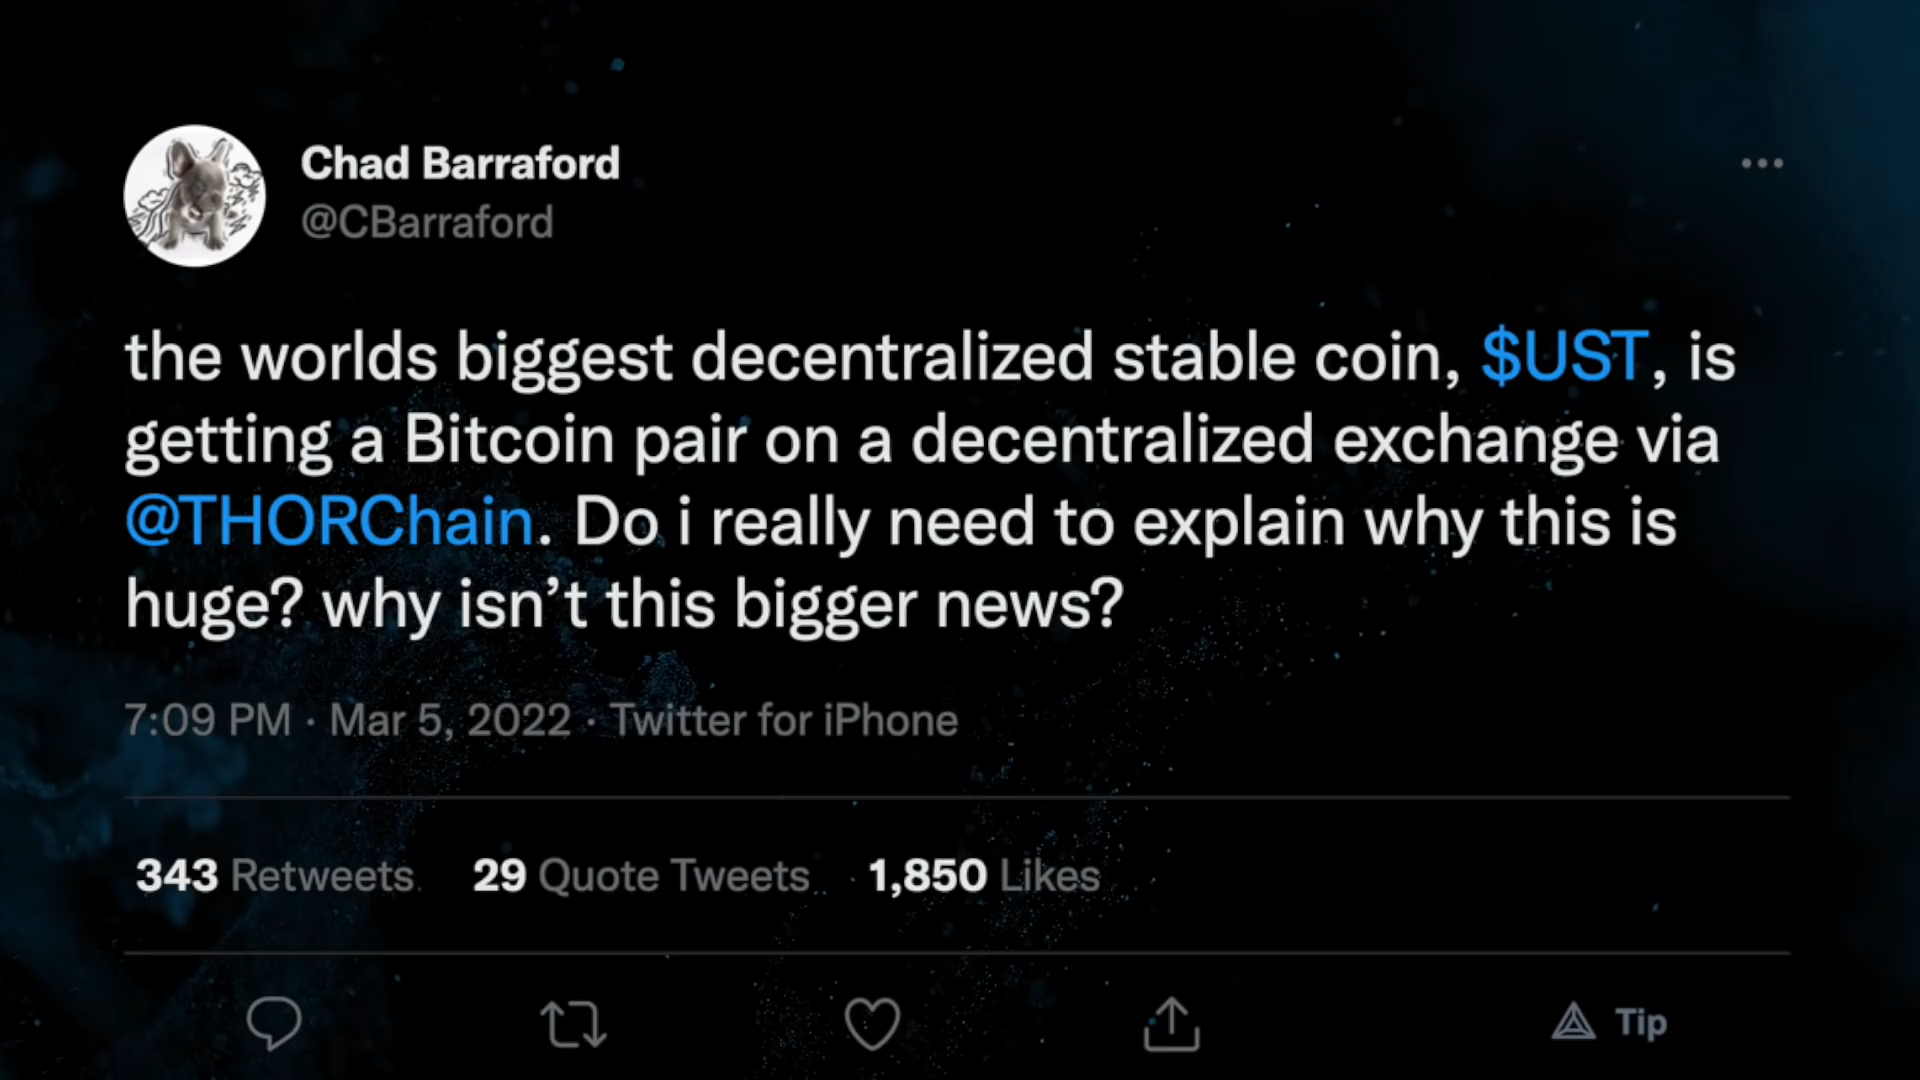 Chad Barraford
@CBarraford
the worlds biggest decentralized stable coin, $UST, is
getting a Bitcoin pair on a decentralized exchange via
@THORChain. Do i really need to explain why this is
huge? why isn’t this bigger news?
7:09 PM · Mar 5, 2022 · Twitter for iPhone
343 Retweets 29 Quote Tweets 1,850 Likes
Tip